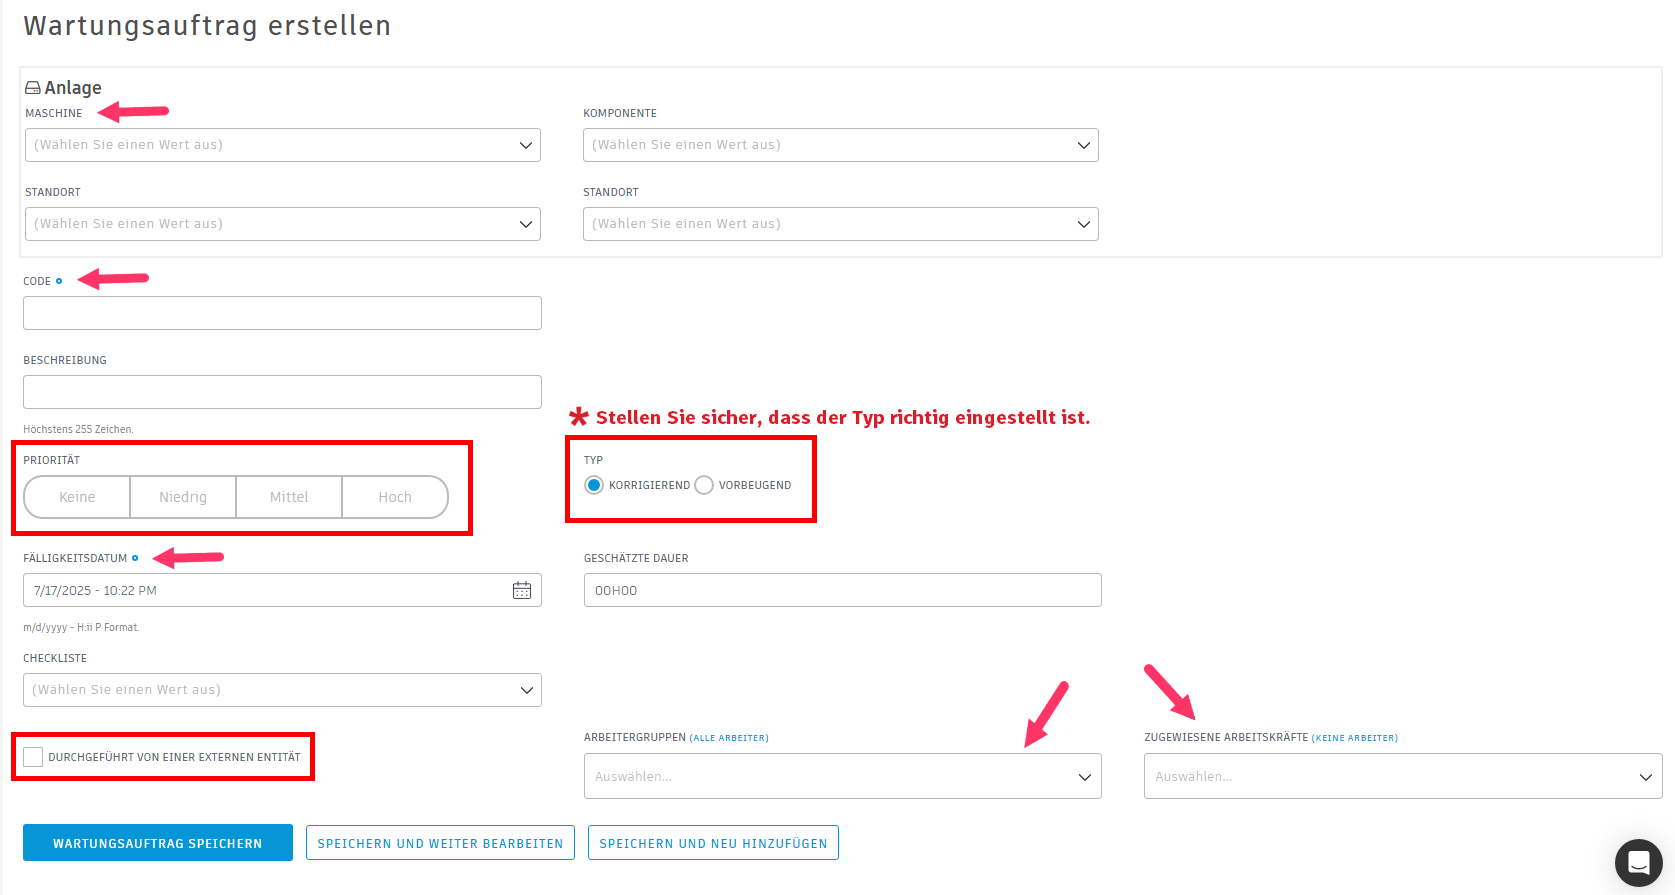 Wartungsauftrag erstellen
Anlage
MASCHINE
KOMPONENTE
(Wählen Sie einen Wert aus)
(Wählen Sie einen Wert aus)
STANDORT
STANDORT
(Wählen Sie einen Wert aus)
(Wählen Sie einen Wert aus)
CODE
BESCHREIBUNG
Höchstens 255 Zeichen.
* Stellen Sie sicher, dass der Typ richtig eingestellt ist.
PRIORITÄT
Keine Niedrig Mittel Hoch
TYP
KORRIGIEREND VORBEUGEND
FÄLLIGKEITSDATUM
GESCHÄTZTE DAUER
7/17/2025 - 10:22 PM
00H00
m/d/yyyy - H:ii P Format.
CHECKLISTE
(Wählen Sie einen Wert aus)
DURCHGEFÜHRT VON EINER EXTERNEN ENTITÄT
ARBEITERGRUPPEN (ALLE ARBEITER)
Auswählen...
ZUGEWIESENE ARBEITSKRÄFTE (KEINE ARBEITER)
Auswählen...
WARTUNGSAUFTRAG SPEICHERN
SPEICHERN UND WEITER BEARBEITEN
SPEICHERN UND NEU HINZUFÜGEN